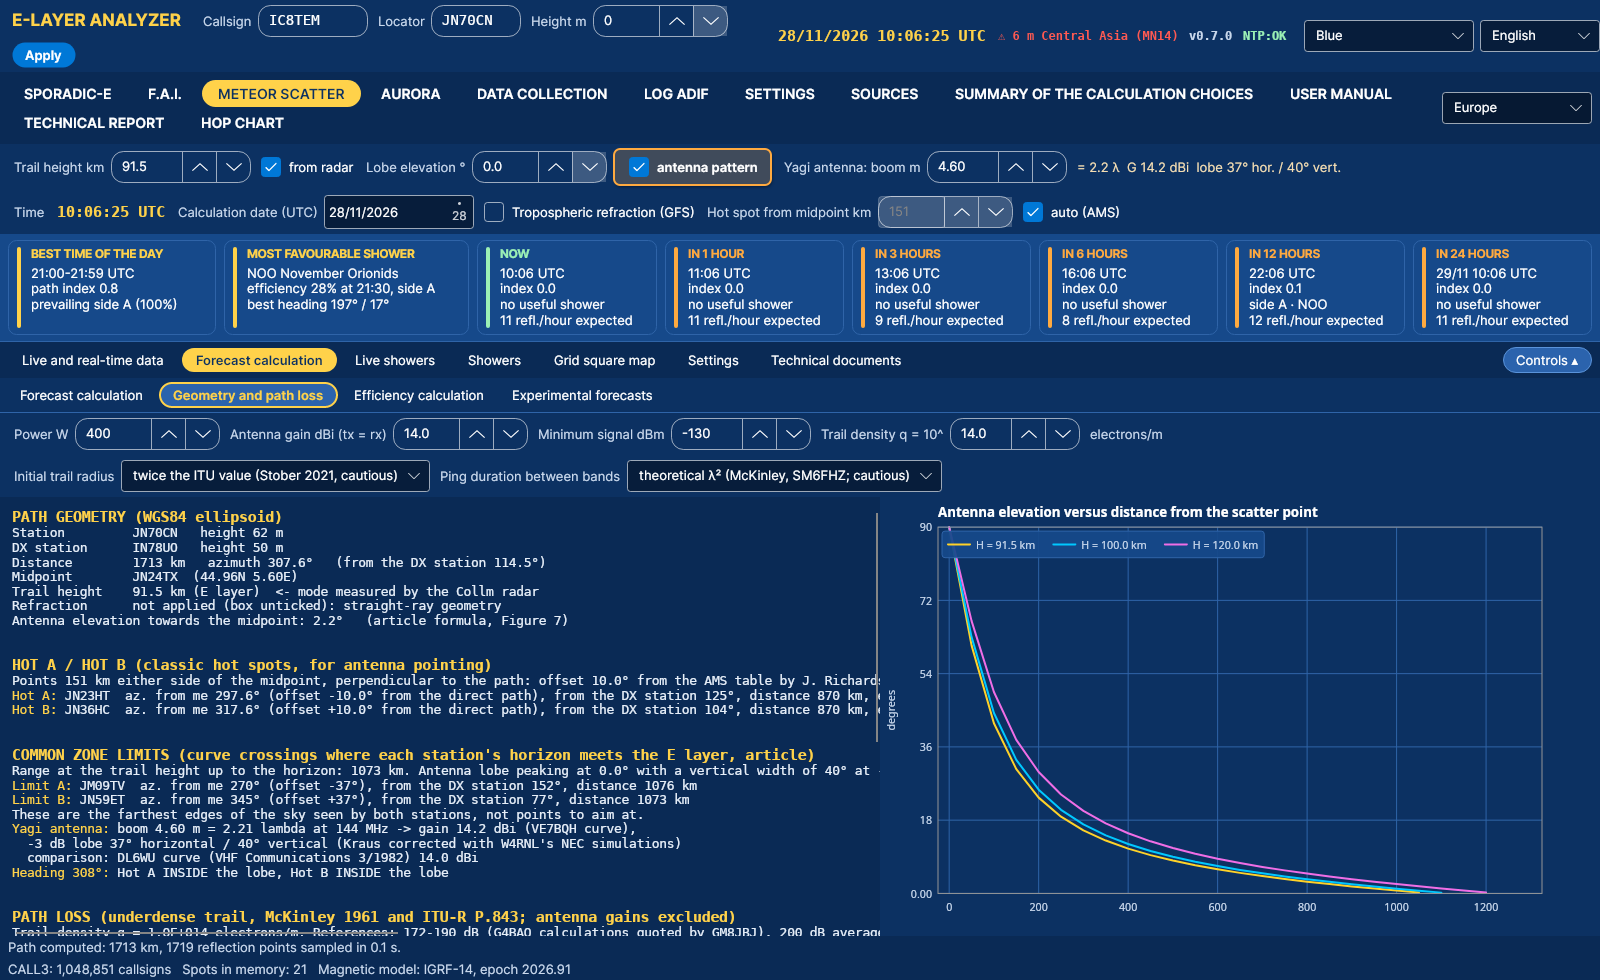 E-LAYER ANALYZER Callsign IC8TEM Locator JN70CN Height m 0
28/11/2026 10:06:25 UTC ⚠ 6 m Central Asia (MN14) v0.7.0 NTP:OK Blue English
Apply
SPORADIC-E F.A.I. METEOR SCATTER AURORA DATA COLLECTION LOG ADIF SETTINGS SOURCES SUMMARY OF THE CALCULATION CHOICES USER MANUAL
TECHNICAL REPORT HOP CHART
Europe
Trail height km 91.5 from radar Lobe elevation ° 0.0 antenna pattern Yagi antenna: boom m 4.60 = 2.2 λ G 14.2 dBi lobe 37° hor. / 40° vert.
Time 10:06:25 UTC Calculation date (UTC) 28/11/2026 28 Tropospheric refraction (GFS) Hot spot from midpoint km 151 auto (AMS)
BEST TIME OF THE DAY
21:00-21:59 UTC
path index 0.8
prevailing side A (100%)
MOST FAVOURABLE SHOWER
NOO November Orionids
efficiency 28% at 21:30, side A
best heading 197° / 17°
NOW
10:06 UTC
index 0.0
no useful shower
11 refl./hour expected
IN 1 HOUR
11:06 UTC
index 0.0
no useful shower
11 refl./hour expected
IN 3 HOURS
13:06 UTC
index 0.0
no useful shower
9 refl./hour expected
IN 6 HOURS
16:06 UTC
index 0.0
no useful shower
8 refl./hour expected
IN 12 HOURS
22:06 UTC
index 0.1
side A · NOO
12 refl./hour expected
IN 24 HOURS
29/11 10:06 UTC
index 0.0
no useful shower
11 refl./hour expected
Live and real-time data Forecast calculation Live showers Showers Grid square map Settings Technical documents Controls ▴
Forecast calculation Geometry and path loss Efficiency calculation Experimental forecasts
Power W 400 Antenna gain dBi (tx = rx) 14.0 Minimum signal dBm -130 Trail density q = 10^ 14.0 electrons/m
Initial trail radius twice the ITU value (Stober 2021, cautious) Ping duration between bands theoretical λ² (McKinley, SM6FHZ; cautious)
PATH GEOMETRY (WGS84 ellipsoid)
Station JN70CN height 62 m
DX station IN78UO height 50 m
Distance 1713 km azimuth 307.6° (from the DX station 114.5°)
Midpoint JN24TX (44.96N 5.60E)
Trail height 91.5 km (E layer) <- mode measured by the Collm radar
Refraction not applied (box unticked): straight-ray geometry
Antenna elevation towards the midpoint: 2.2° (article formula, Figure 7)
HOT A / HOT B (classic hot spots, for antenna pointing)
Points 151 km either side of the midpoint, perpendicular to the path: offset 10.0° from the AMS table by J. Richards
Hot A: JN23HT az. from me 297.6° (offset -10.0° from the direct path), from the DX station 125°, distance 870 km,
Hot B: JN36HC az. from me 317.6° (offset +10.0° from the direct path), from the DX station 104°, distance 870 km,
COMMON ZONE LIMITS (curve crossings where each station's horizon meets the E layer, article)
Range at the trail height up to the horizon: 1073 km. Antenna lobe peaking at 0.0° with a vertical width of 40° at
Limit A: JM09TV az. from me 270° (offset -37°), from the DX station 152°, distance 1076 km
Limit B: JN59ET az. from me 345° (offset +37°), from the DX station 77°, distance 1073 km
These are the farthest edges of the sky seen by both stations, not points to aim at.
Yagi antenna: boom 4.60 m = 2.21 lambda at 144 MHz -> gain 14.2 dBi (VE7BQH curve),
-3 dB lobe 37° horizontal / 40° vertical (Kraus corrected with W4RNL's NEC simulations)
comparison: DL6WU curve (VHF Communications 3/1982) 14.0 dBi
Heading 308°: Hot A INSIDE the lobe, Hot B INSIDE the lobe
PATH LOSS (underdense trail, McKinley 1961 and ITU-R P.843; antenna gains excluded)
Trail density q = 1.0E+014 electrons/m. References: 172-190 dB (G4BAO calculations quoted by GM8JBJ), 200 dB average
Antenna elevation versus distance from the scatter point
H = 91.5 km H = 100.0 km H = 120.0 km
degrees
90
72
54
36
18
0.00
0 200 400 600 800 1000 1200
Path computed: 1713 km, 1719 reflection points sampled in 0.1 s.
CALL3: 1,048,851 callsigns Spots in memory: 21 Magnetic model: IGRF-14, epoch 2026.91